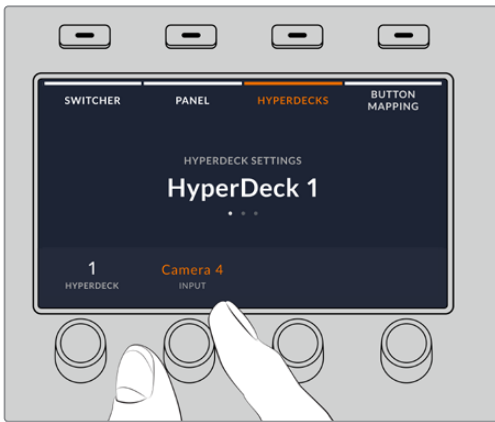 SWITCHER
PANEL
HYPERDECKS
BUTTON
MAPPING
HYPERDECK SETTINGS
HyperDeck 1
1
HYPERDECK
Camera 4
INPUT